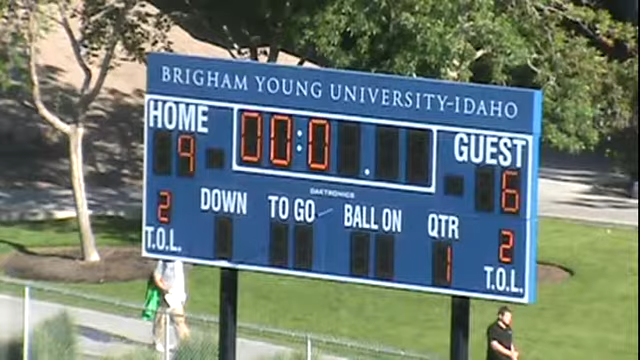 BRIGHAM YOUNG UNIVERSITY-IDAHO
HOME 00:0 GUEST
9 6
DAKTRONICS
2 DOWN TO GO BALL ON QTR 2
T.O.L. 1 T.O.L.